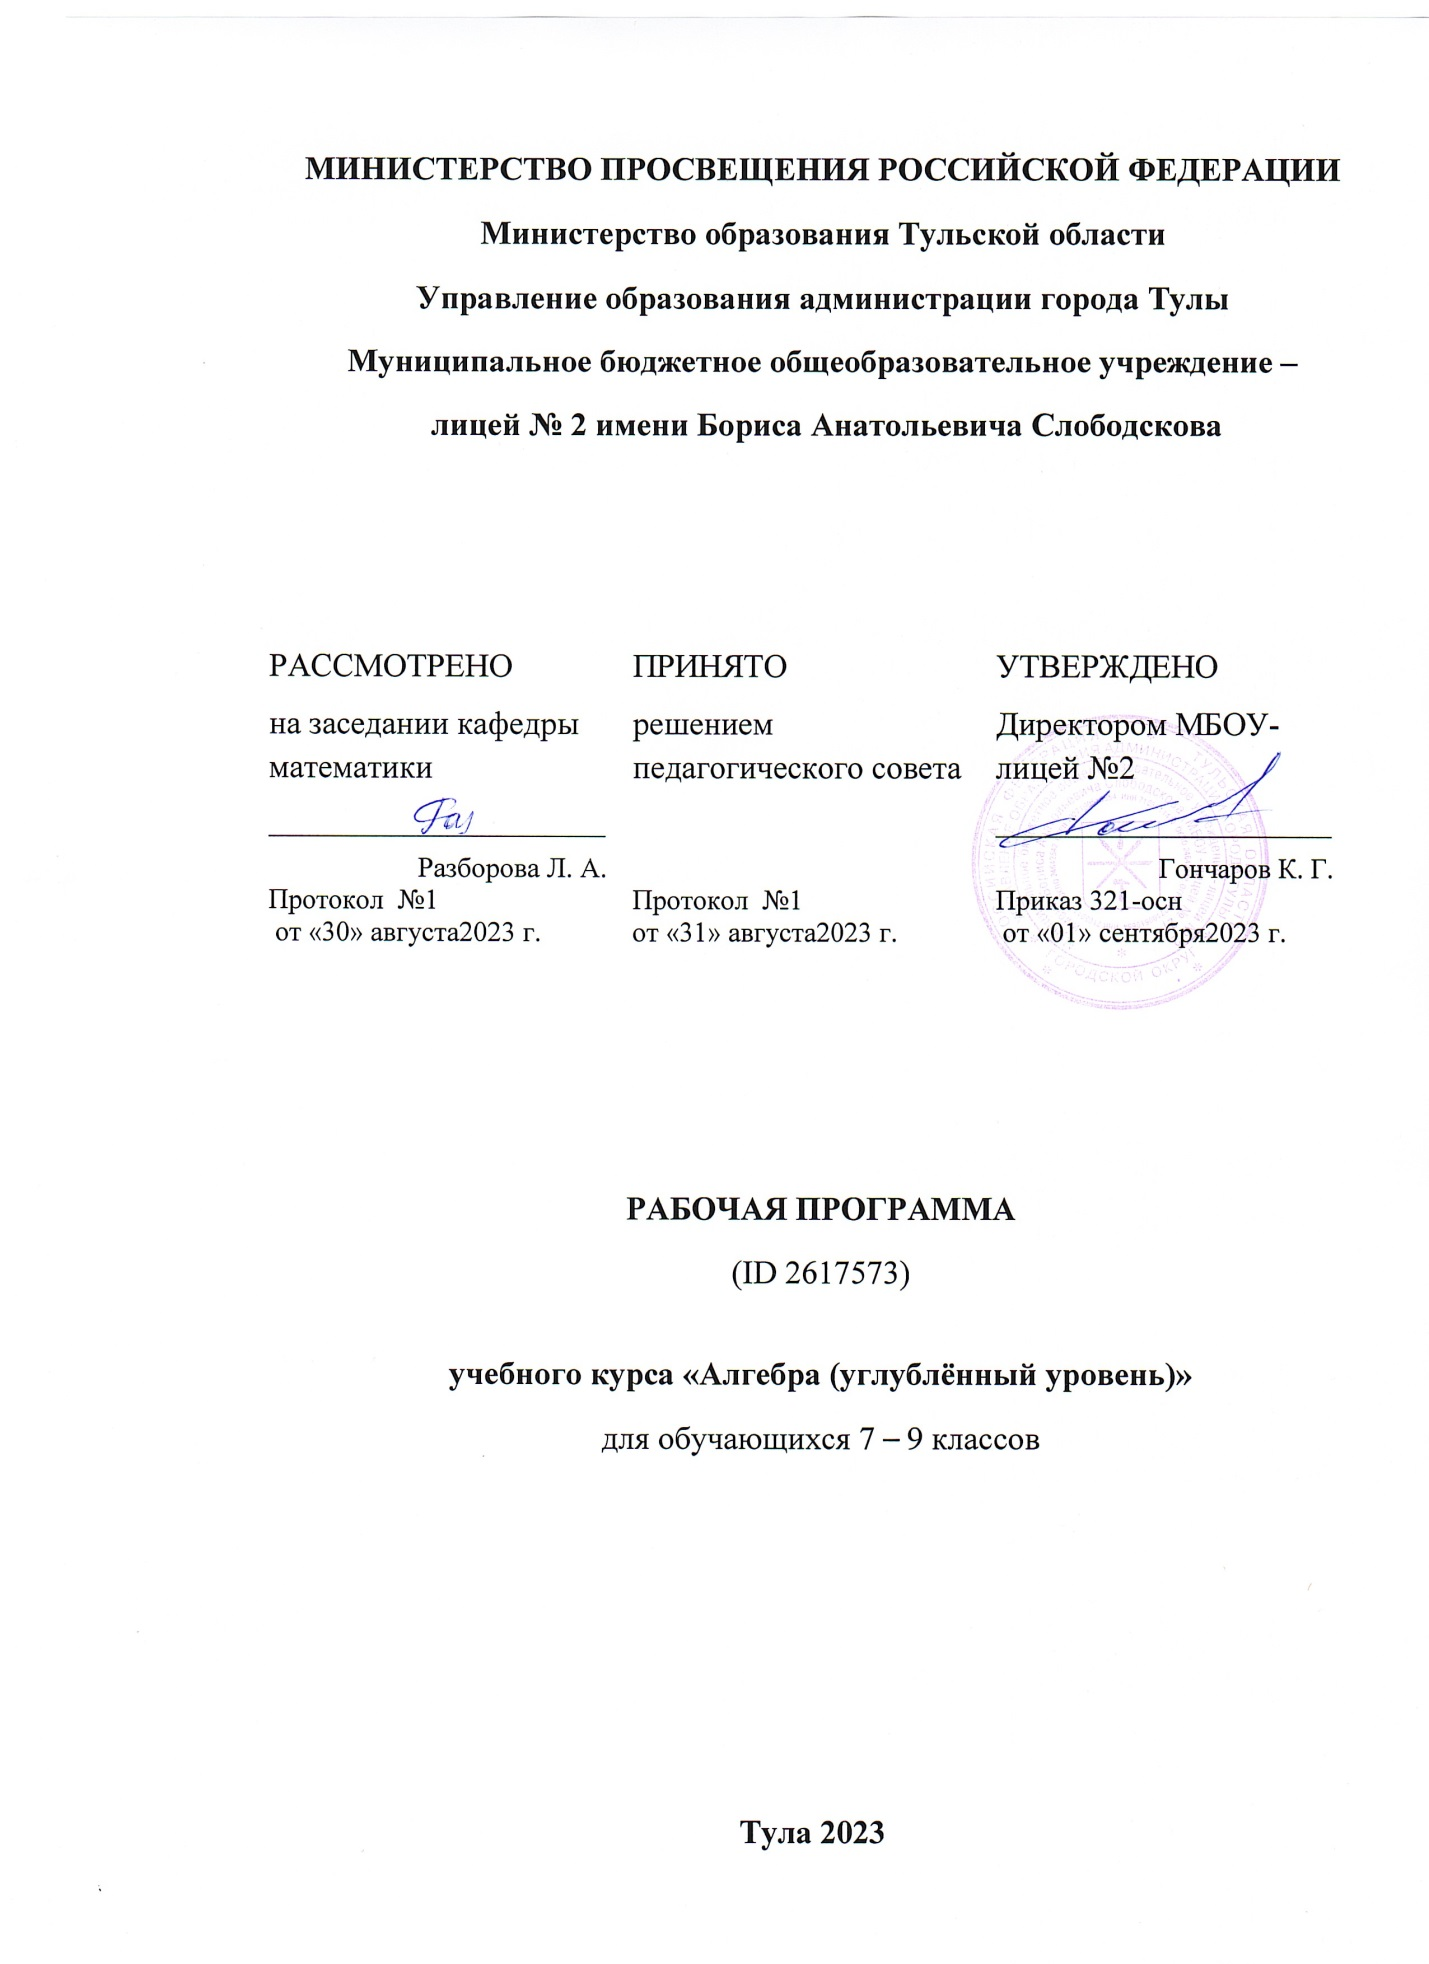 МИНИСТЕРСТВО ПРОСВЕЩЕНИЯ РОССИЙСКОЙ ФЕДЕРАЦИИ
Министерство образования Тульской области
Управление образования администрации города Тулы
Муниципальное бюджетное общеобразовательное учреждение –
лицей № 2 имени Бориса Анатольевича Слободскова
РАССМОТРЕНО
на заседании кафедры
математики
Разборова Л. А.
Протокол №1
от «30» августа2023 г.
ПРИНЯТО
решением
педагогического совета
Протокол №1
от «31» августа2023 г.
УТВЕРЖДЕНО
Директором МБОУ-
лицей №2
Гончаров К. Г.
Приказ 321-осн
от «01» сентября2023 г.
ГОРОДСКОЙ ОКРУГ
РАБОЧАЯ ПРОГРАММА
(ID 2617573)
учебного курса «Алгебра (углублённый уровень)»
для обучающихся 7 – 9 классов
Тула 2023